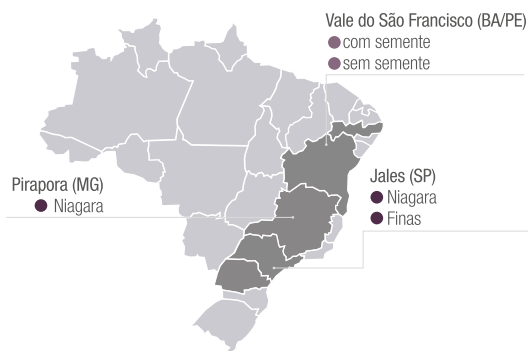 Vale do São Francisco (BA/PE)
com semente
sem semente
Pirapora (MG)
Niagara
Jales (SP)
Niagara
Finas